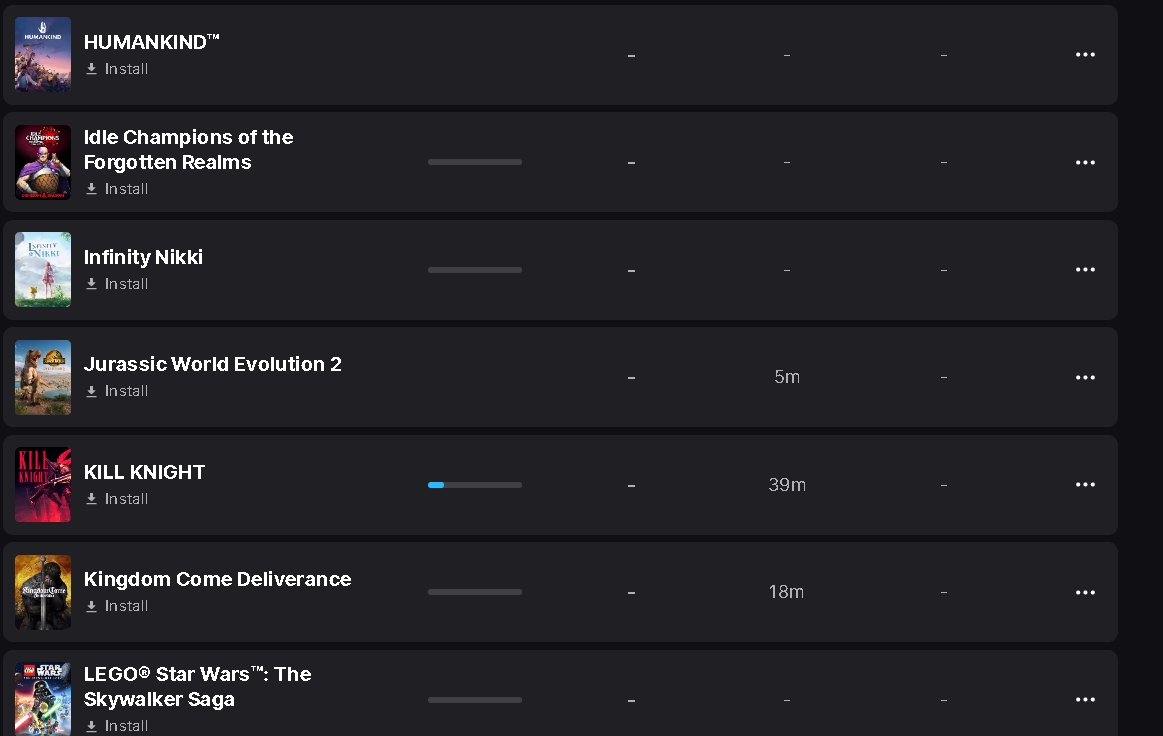 HUMANKIND
HUMANKIND™
Install
-
-
-
IDLE
CHAMPIONS
Idle Champions of the
Forgotten Realms
Install
-
-
-
INFINITY
NIKKI
Infinity Nikki
Install
-
-
-
Jurassic World Evolution 2
Install
-
5m
-
KILL
KNIGHT
KILL KNIGHT
Install
-
39m
-
Kingdom Come
Kingdom Come Deliverance
Install
-
18m
-
LEGO STAR
WARS
LEGO® Star Wars™: The
Skywalker Saga
Install
-
-
-